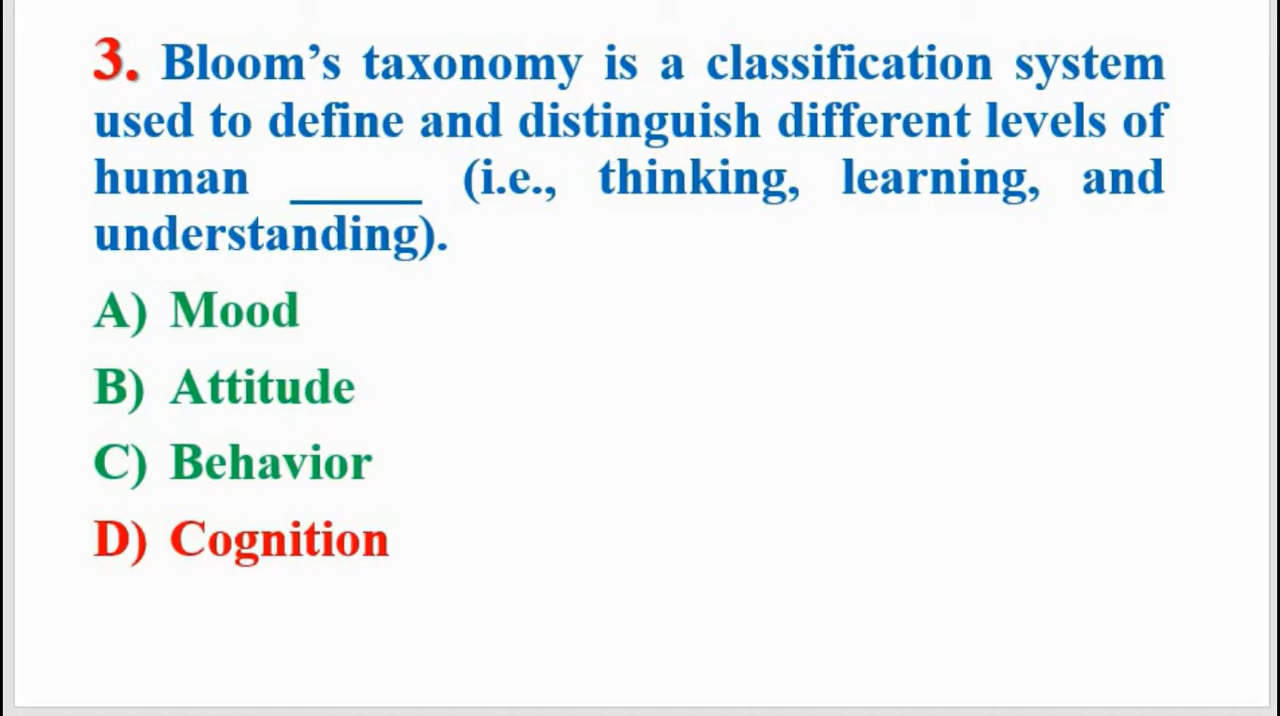 3. Bloom’s taxonomy is a classification system
used to define and distinguish different levels of
human _____ (i.e., thinking, learning, and
understanding).
A) Mood
B) Attitude
C) Behavior
D) Cognition